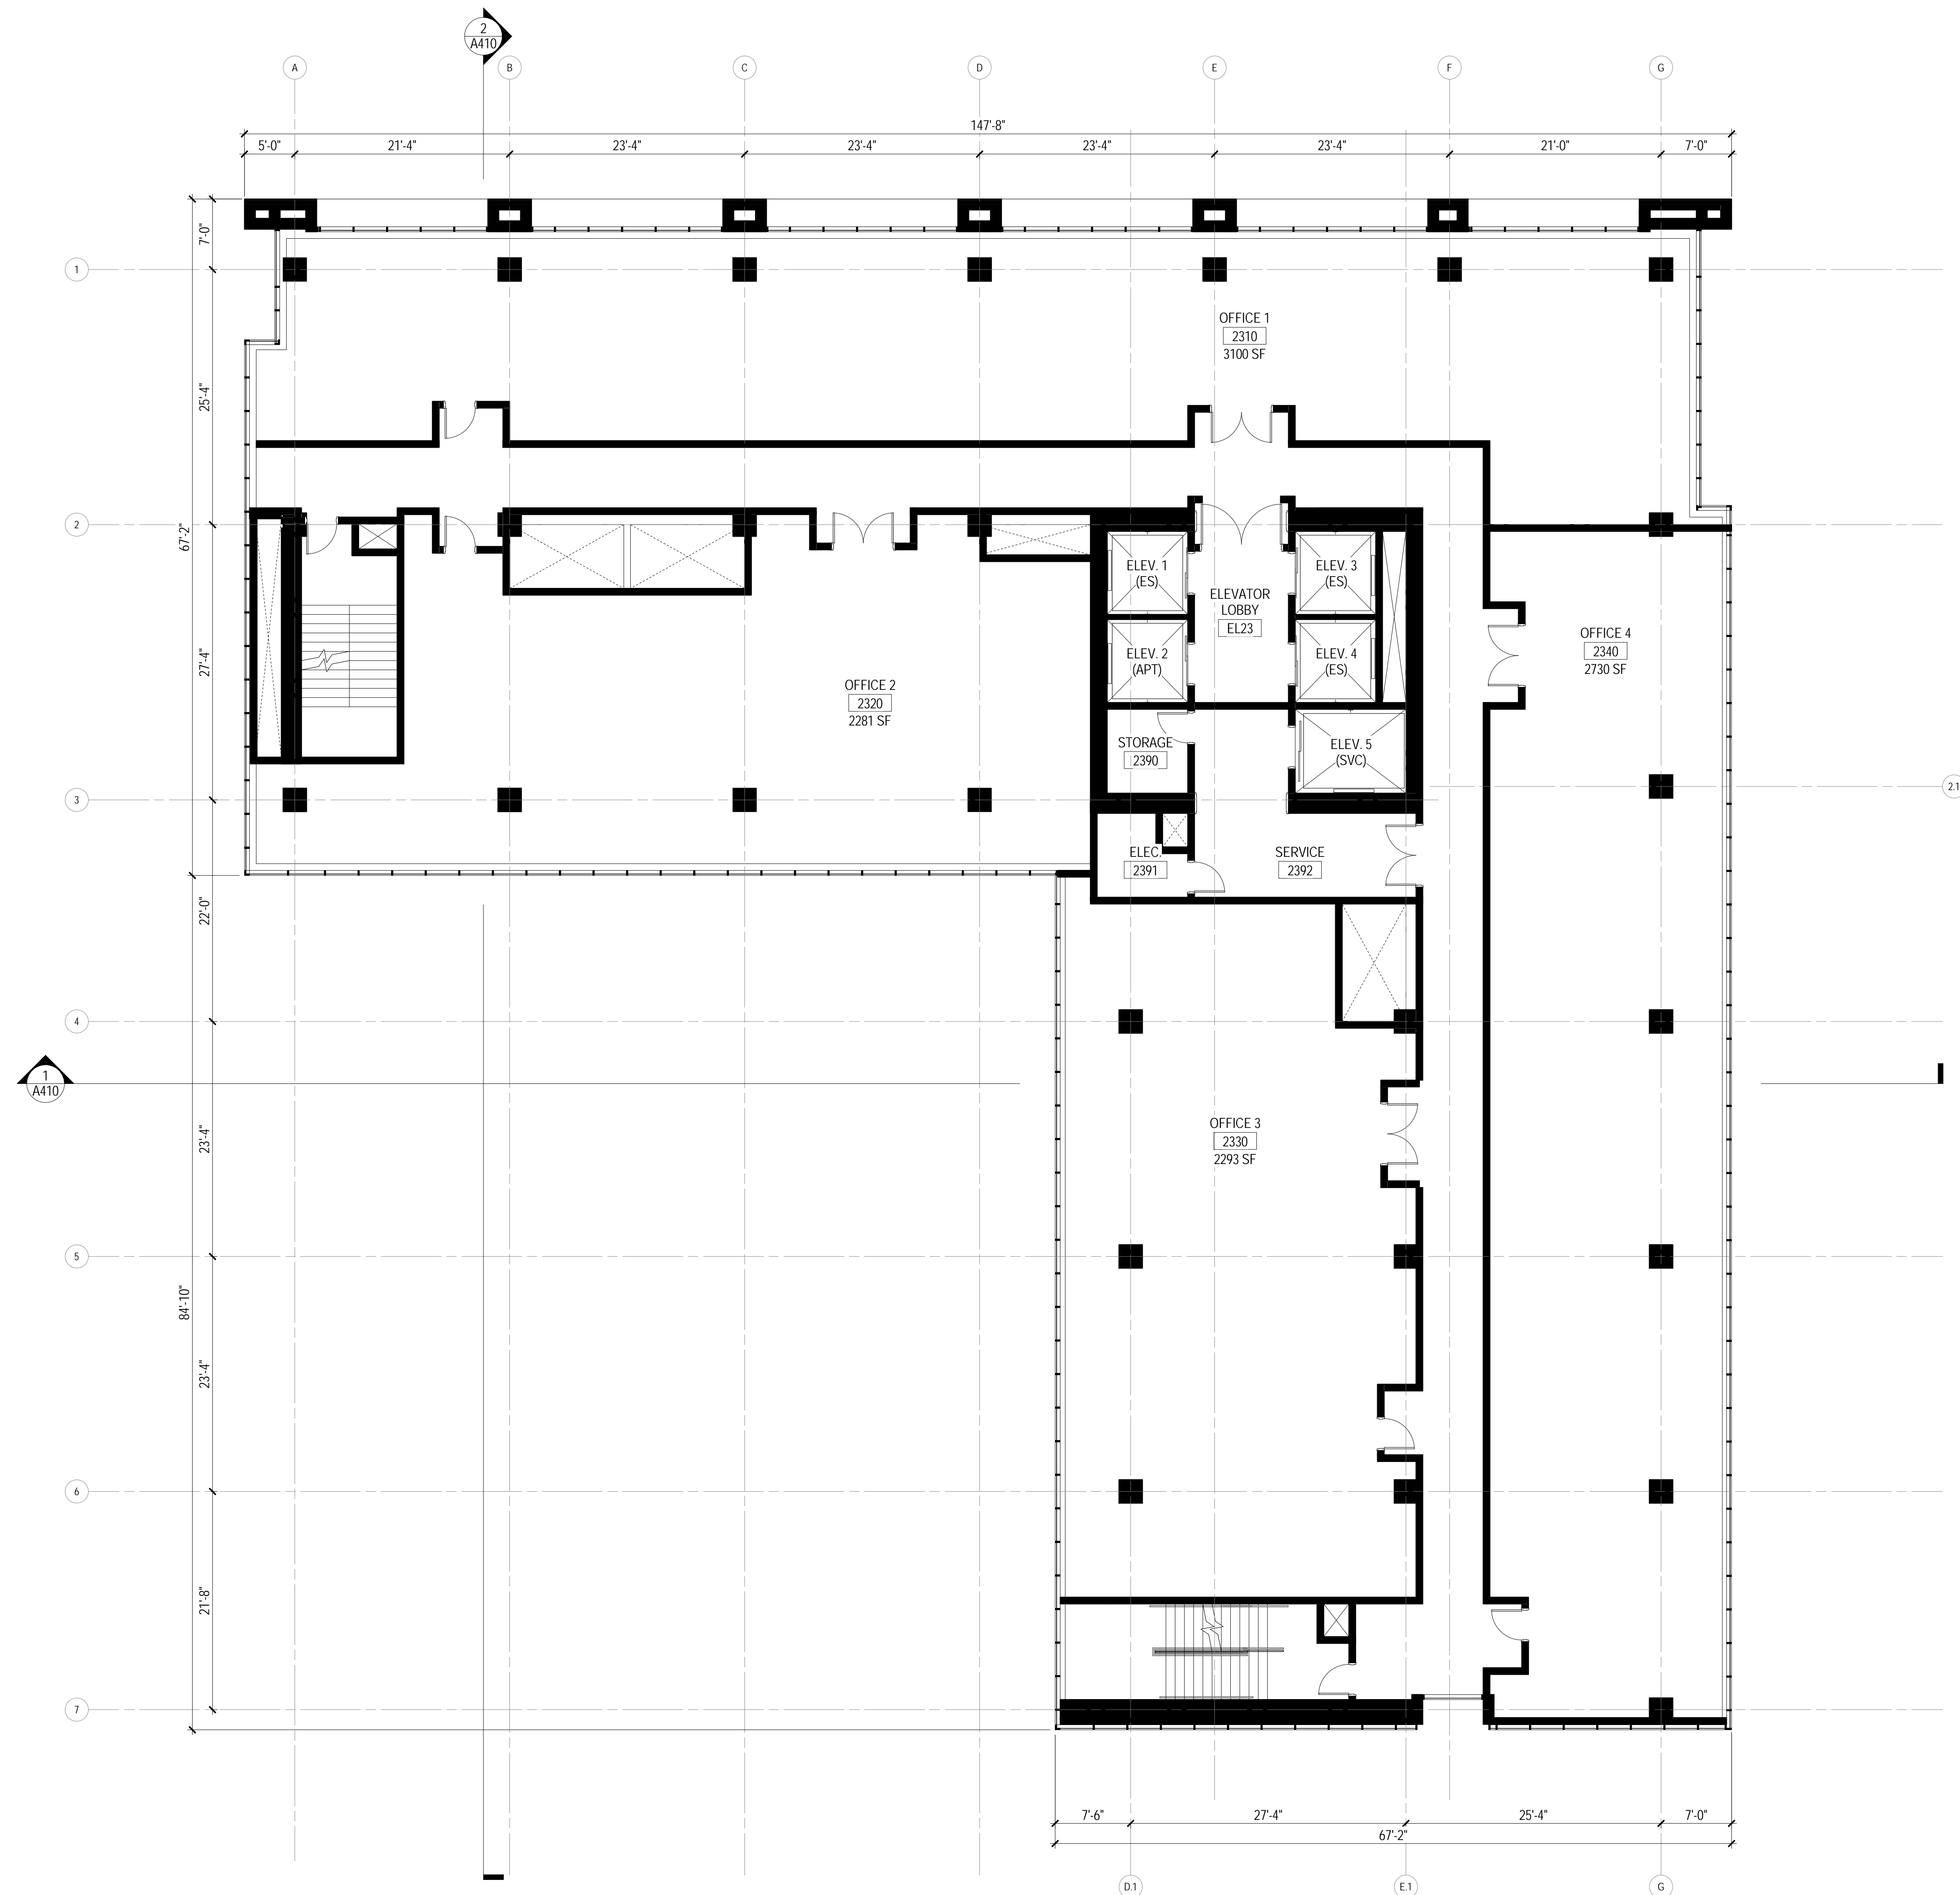 2
A410
A
B
C
D
E
F
G
147'-8"
5'-0"
21'-4"
23'-4"
23'-4"
23'-4"
23'-4"
21'-0"
7'-0"
7'-0"
1
OFFICE 1
2310
3100 SF
25'-4"
2
67'-2"
ELEV. 1
(ES)
ELEV. 3
(ES)
ELEVATOR
LOBBY
EL23
ELEV. 2
(APT)
ELEV. 4
(ES)
OFFICE 4
2340
2730 SF
27'-4"
OFFICE 2
2320
2281 SF
STORAGE
2390
ELEV. 5
(SVC)
2.1
3
ELEC.
2391
SERVICE
2392
22'-0"
4
1
A410
23'-4"
OFFICE 3
2330
2293 SF
5
84'-10"
23'-4"
6
21'-8"
7
7'-6"
27'-4"
25'-4"
7'-0"
67'-2"
D.1
E.1
G